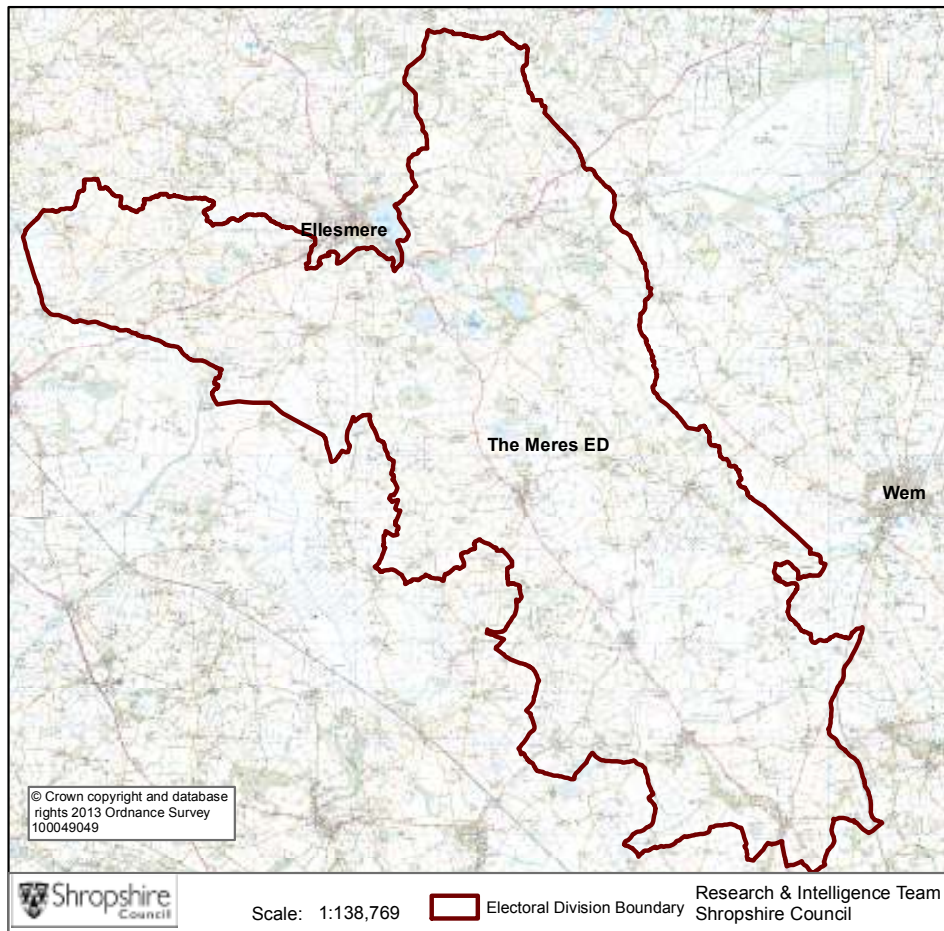 Ellesmere
The Meres ED
Wem
© Crown copyright and database
rights 2013 Ordnance Survey
100049049
Shropshire
Council
Scale: 1:138,769
Electoral Division Boundary
Research & Intelligence Team
Shropshire Council